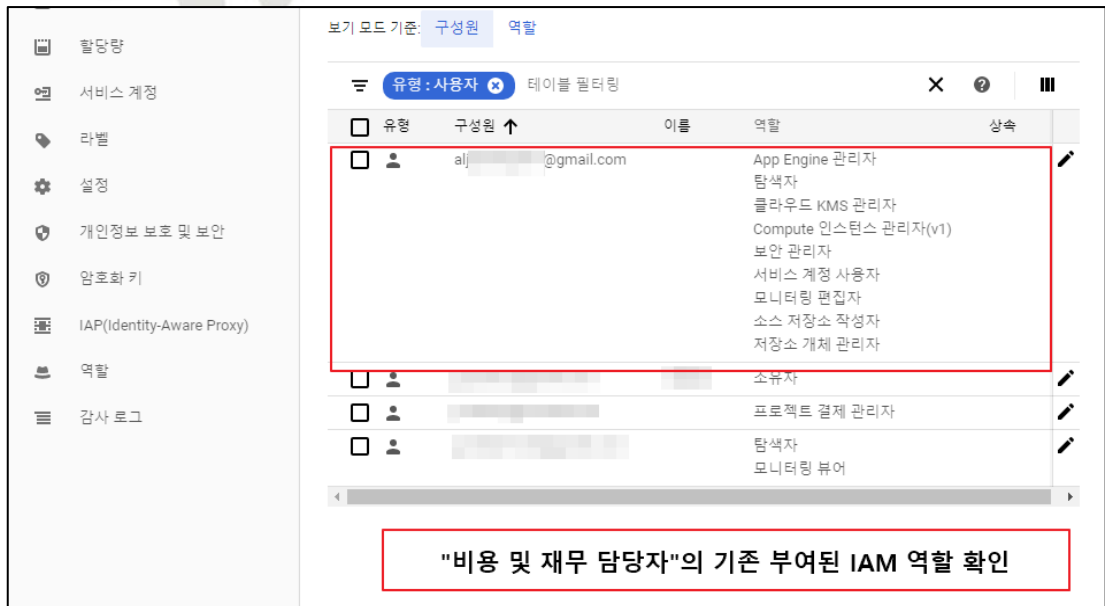 보기 모드 기준: 구성원 역할
할당량
서비스 계정
라벨
설정
개인정보 보호 및 보안
암호화 키
IAP(Identity-Aware Proxy)
역할
감사 로그
유형 : 사용자 테이블 필터링
유형 구성원 이름 역할 상속
alj @gmail.com App Engine 관리자
탐색자
클라우드 KMS 관리자
Compute 인스턴스 관리자(v1)
보안 관리자
서비스 계정 사용자
모니터링 편집자
소스 저장소 작성자
저장소 개체 관리자
소유자
프로젝트 결제 관리자
탐색자
모니터링 뷰어
"비용 및 재무 담당자"의 기존 부여된 IAM 역할 확인